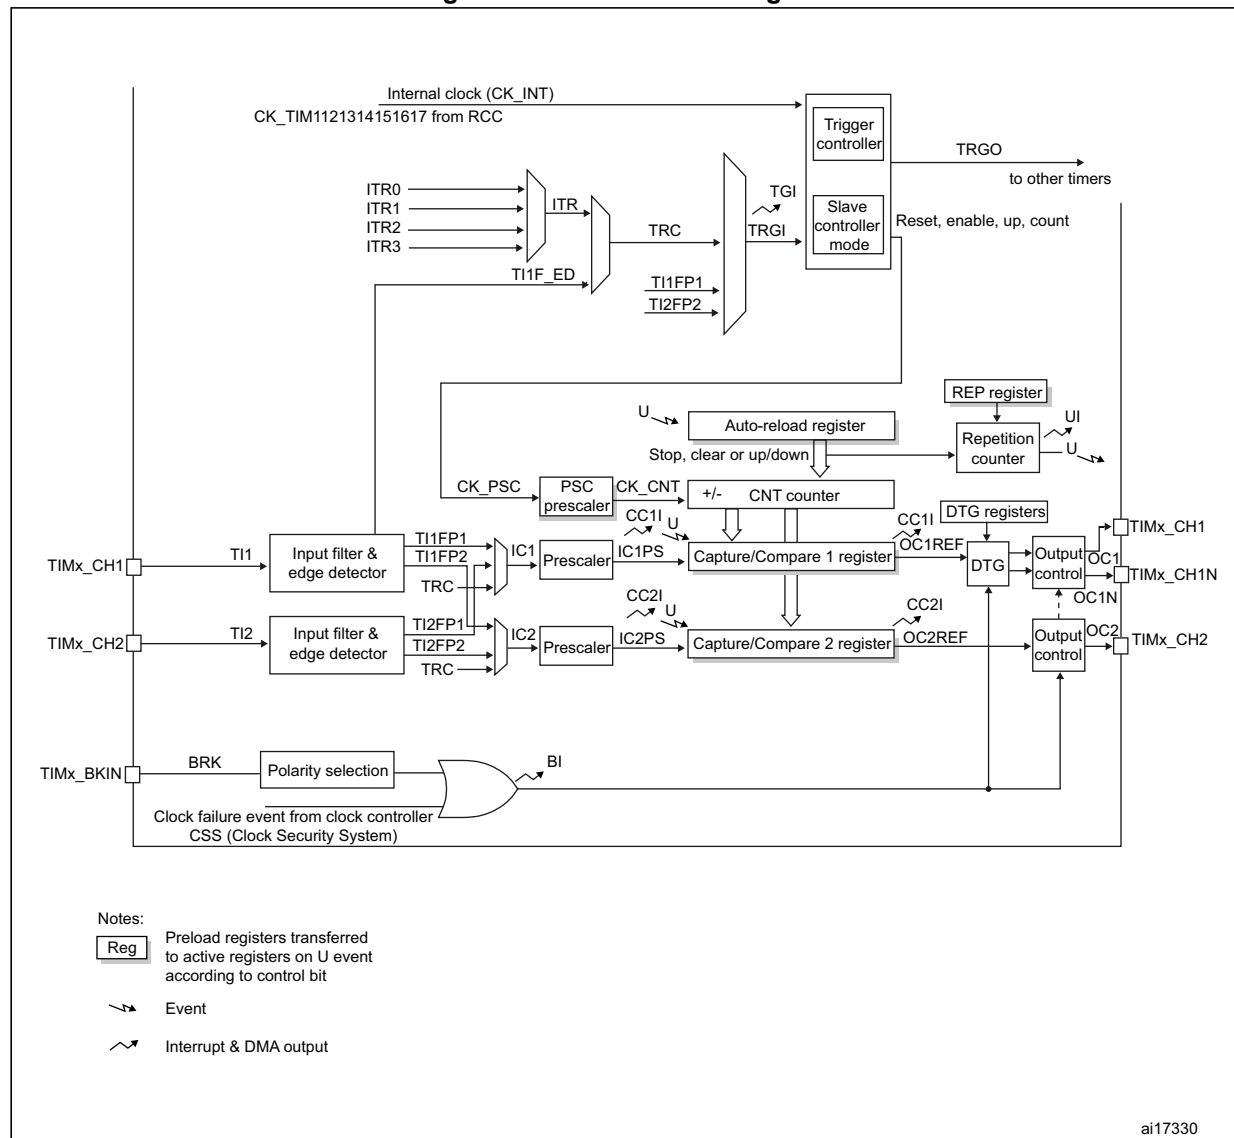 Internal clock (CK_INT)
CK_TIM1121314151617 from RCC
Trigger
controller
TRGO
to other timers
ITR0
ITR1
ITR2
ITR3
ITR
TRC
TGI
TRGI
Slave
controller
mode
Reset, enable, up, count
TI1F_ED
TI1FP1
TI2FP2
REP register
U
Auto-reload register
Repetition
counter
UI
U
Stop, clear or up/down
CK_PSC
PSC
prescaler
CK_CNT
+/-
CNT counter
DTG registers
TIMx_CH1
TI1
Input filter &
edge detector
TI1FP1
TI1FP2
TRC
IC1
Prescaler
IC1PS
CC1I
U
Capture/Compare 1 register
CC1I
OC1REF
DTG
Output
control
OC1
TIMx_CH1
TIMx_CH1N
OC1N
TIMx_CH2
TI2
Input filter &
edge detector
TI2FP1
TI2FP2
TRC
IC2
Prescaler
IC2PS
CC2I
U
Capture/Compare 2 register
CC2I
OC2REF
Output
control
OC2
TIMx_CH2
TIMx_BKIN
BRK
Polarity selection
BI
Clock failure event from clock controller
CSS (Clock Security System)
Notes:
Reg
Preload registers transferred
to active registers on U event
according to control bit
Event
Interrupt & DMA output
ai17330